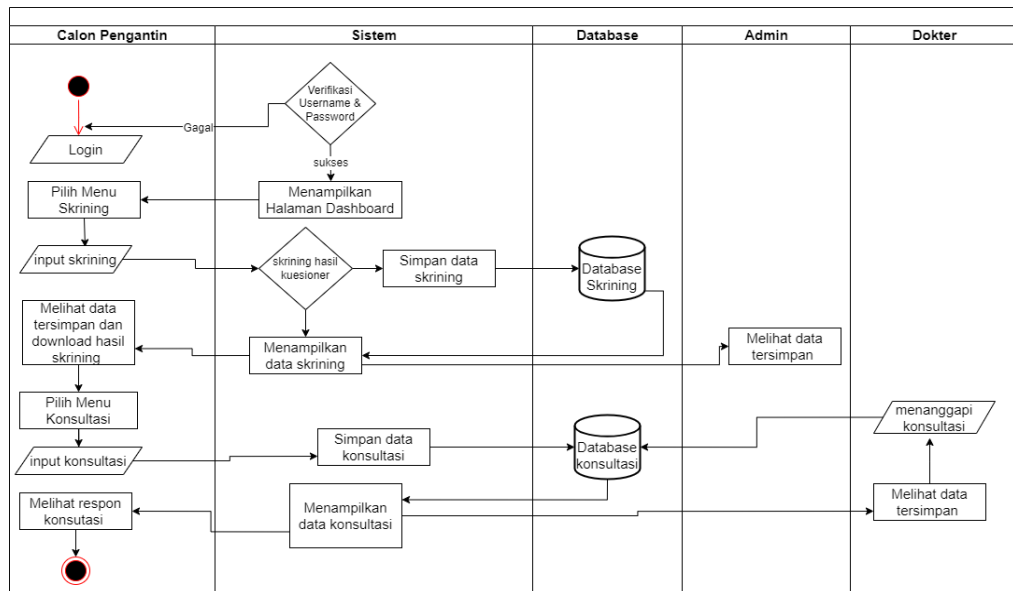 Calon Pengantin
Sistem
Database
Admin
Dokter
Verifikasi
Username &
Password
Gagal
Login
sukses
Pilih Menu
Skrining
Menampilkan
Halaman Dashboard
input skrining
skrining hasil
kuesioner
Simpan data
skrining
Database
Skrining
Melihat data
tersimpan dan
download hasil
skrining
Menampilkan
data skrining
Melihat data
tersimpan
Pilih Menu
Konsultasi
menanggapi
konsultasi
input konsultasi
Simpan data
konsultasi
Database
konsultasi
Melihat respon
konsutasi
Menampilkan
data konsultasi
Melihat data
tersimpan